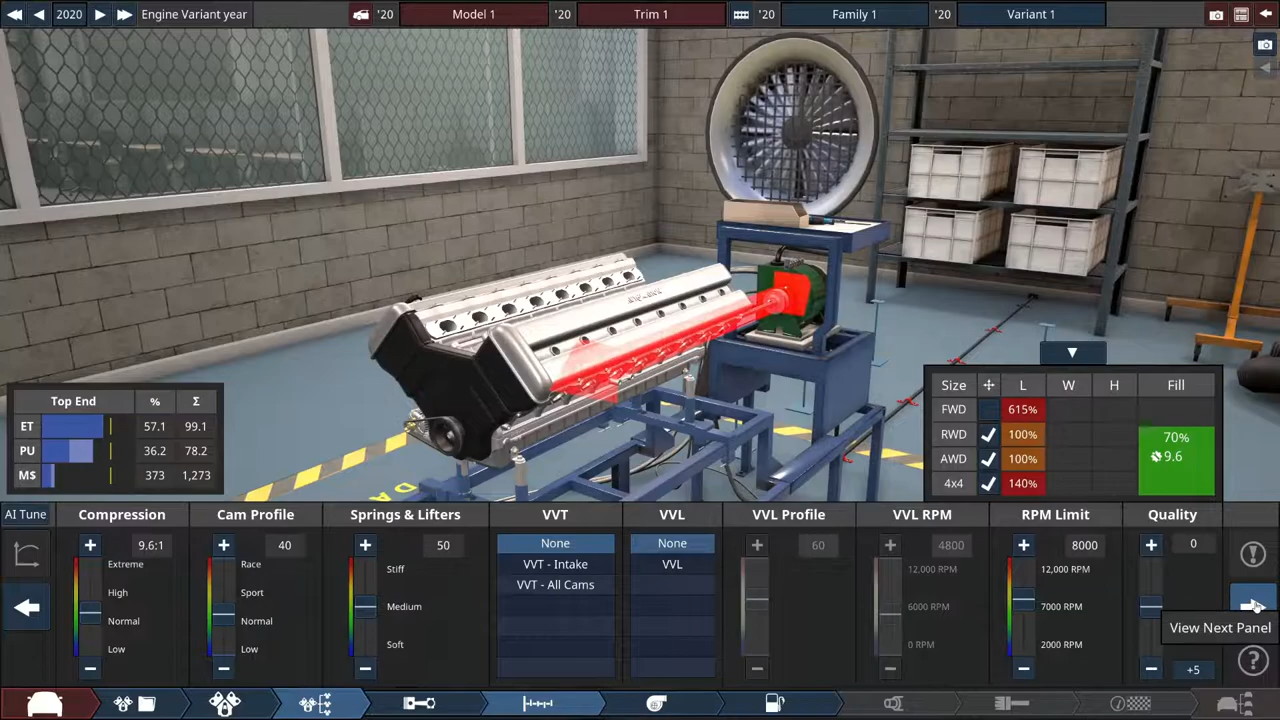 2020 Engine Variant year '20 Model 1 '20 Trim 1 '20 Family 1 '20 Variant 1
Top End % Σ
ET 57.1 99.1
PU 36.2 78.2
M$ 373 1,273
Size L W H Fill
FWD 615%
RWD 100% 70%
AWD 100% 9.6
4x4 140%
AI Tune Compression Cam Profile Springs & Lifters VVT VVL VVL Profile VVL RPM RPM Limit Quality
+ 9.6:1 + 40 + 50 None None + 60 + 4800 + 8000 + 0
Extreme Race Stiff VVT - Intake VVL 12,000 RPM 12,000 RPM
High Sport VVT - All Cams
Normal Normal Medium 6000 RPM 7000 RPM
View Next Panel
Low Low Soft 0 RPM 2000 RPM
− − − − − − − +5 ?